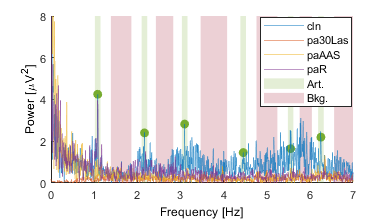 8
6
4
2
0
Power [μV²]
0 1 2 3 4 5 6 7
Frequency [Hz]
cln
pa30Las
paAAS
paR
Art.
Bkg.